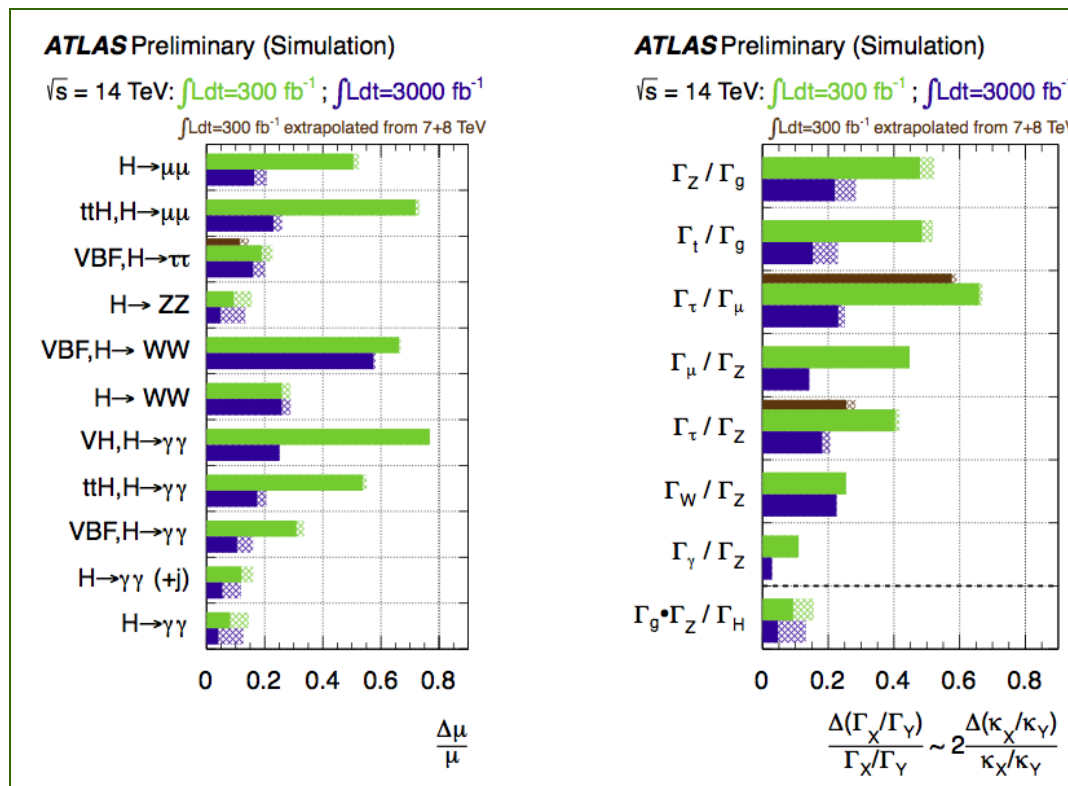 ATLAS Preliminary (Simulation)
√s = 14 TeV: ∫Ldt=300 fb⁻¹ ; ∫Ldt=3000 fb⁻¹
∫Ldt=300 fb⁻¹ extrapolated from 7+8 TeV
H→μμ
ttH,H→μμ
VBF,H→ττ
H→ ZZ
VBF,H→ WW
H→ WW
VH,H→γγ
ttH,H→γγ
VBF,H→γγ
H→γγ (+j)
H→γγ
0 0.2 0.4 0.6 0.8
Δμ
μ
ATLAS Preliminary (Simulation)
√s = 14 TeV: ∫Ldt=300 fb⁻¹ ; ∫Ldt=3000 fb⁻¹
∫Ldt=300 fb⁻¹ extrapolated from 7+8 TeV
Γ_Z / Γ_g
Γ_t / Γ_g
Γ_τ / Γ_μ
Γ_μ / Γ_Z
Γ_τ / Γ_Z
Γ_W / Γ_Z
Γ_γ / Γ_Z
Γ_g•Γ_Z / Γ_H
0 0.2 0.4 0.6 0.8
Δ(Γ_X/Γ_Y) ~ 2 Δ(κ_X/κ_Y)
Γ_X/Γ_Y κ_X/κ_Y